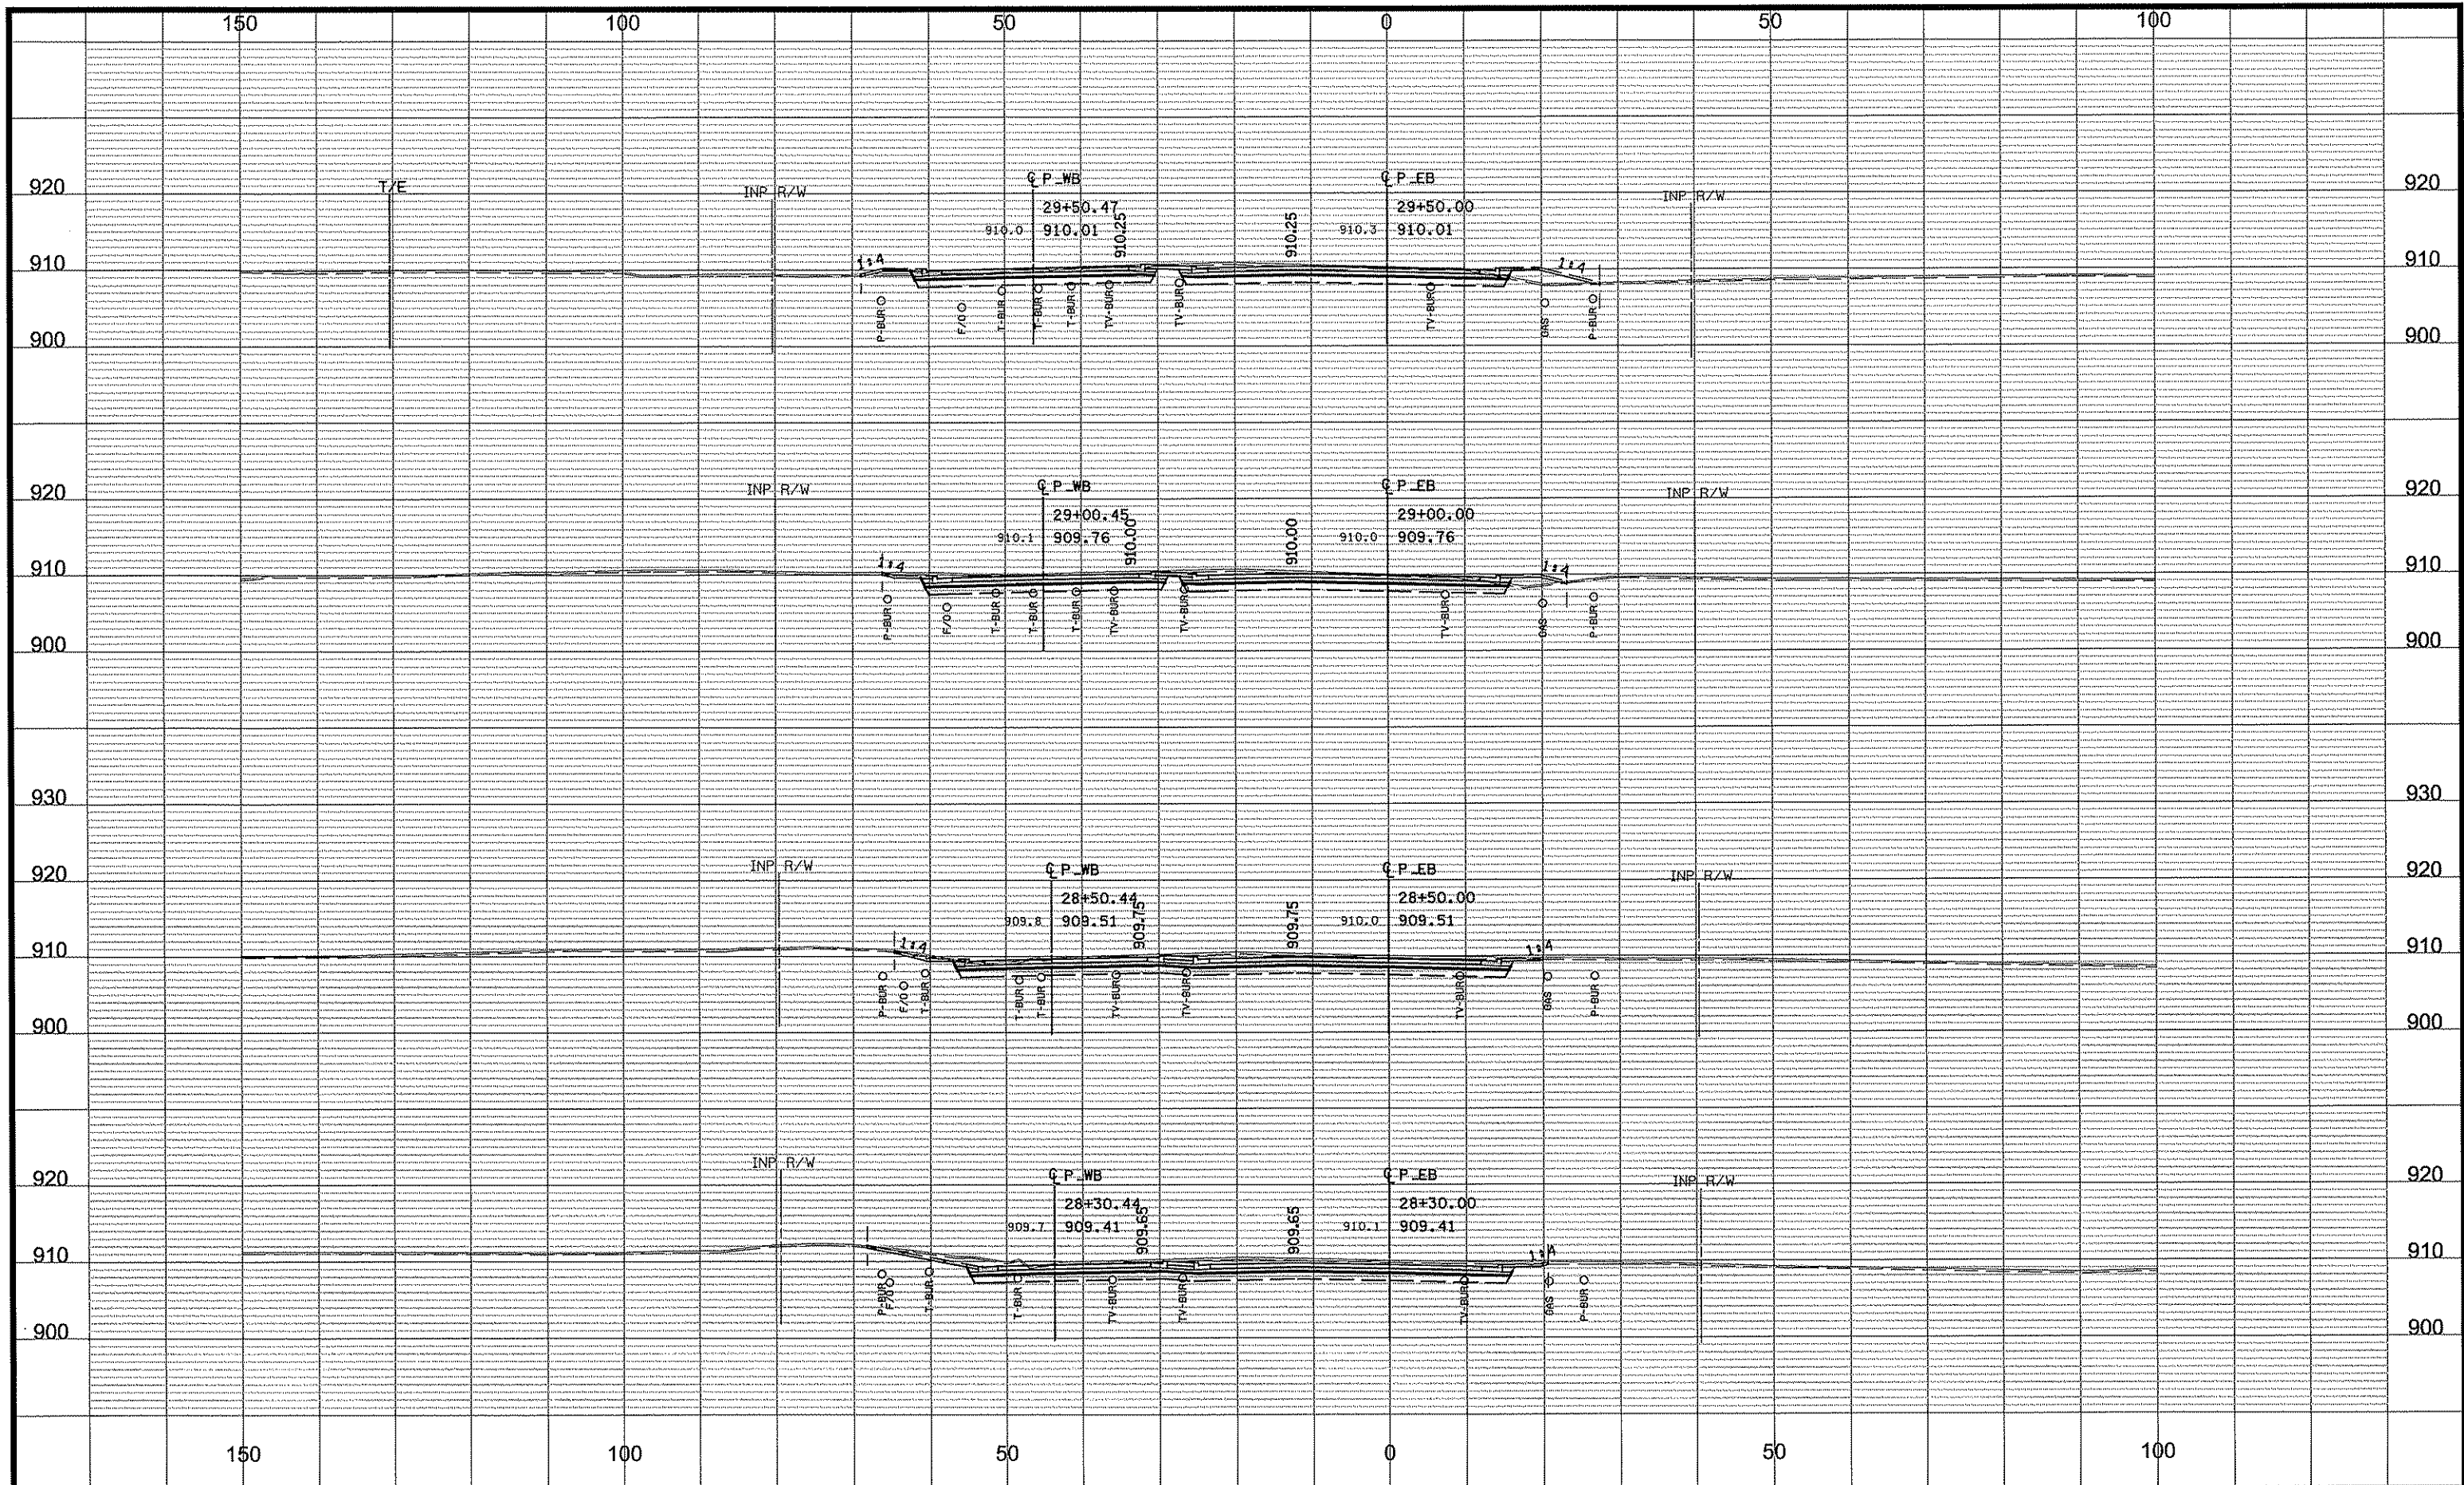 150 100 50 0 50 100
T/E INP R/W ℄ P_WB ℄ P_EB INP R/W
920 920
29+50.47 29+50.00
910.0 910.01 910.25 910.25 910.3 910.01
910 1:4 1:4 910
P-BUR F/O T-BUR T-BUR T-BUR TV-BUR TV-BUR TV-BUR GAS P-BUR
900 900
INP R/W ℄ P_WB ℄ P_EB INP R/W
920 920
29+00.45 29+00.00
910.1 909.76 910.00 910.00 910.0 909.76
910 1:4 1:4 910
P-BUR F/O T-BUR T-BUR T-BUR TV-BUR TV-BUR TV-BUR GAS P-BUR
900 900
930 930
INP R/W ℄ P_WB ℄ P_EB INP R/W
920 920
28+50.44 28+50.00
909.8 909.51 909.75 909.75 910.0 909.51
910 1:4 1:4 910
P-BUR F/O T-BUR T-BUR T-BUR TV-BUR TV-BUR TV-BUR GAS P-BUR
900 900
INP R/W ℄ P_WB ℄ P_EB INP R/W
920 920
28+30.44 28+30.00
909.7 909.41 909.65 909.65 910.1 909.41
910 1:4 910
P-BUR F/O T-BUR T-BUR TV-BUR TV-BUR TV-BUR GAS P-BUR
900 900
150 100 50 0 50 100